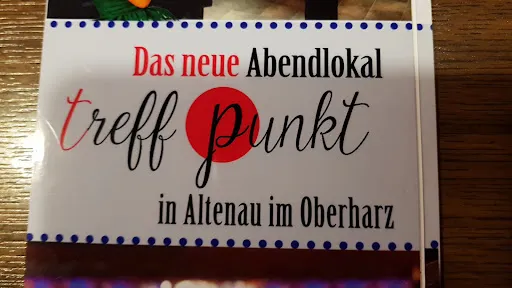 Das neue Abendlokal
treff punkt
in Altenau im Oberharz